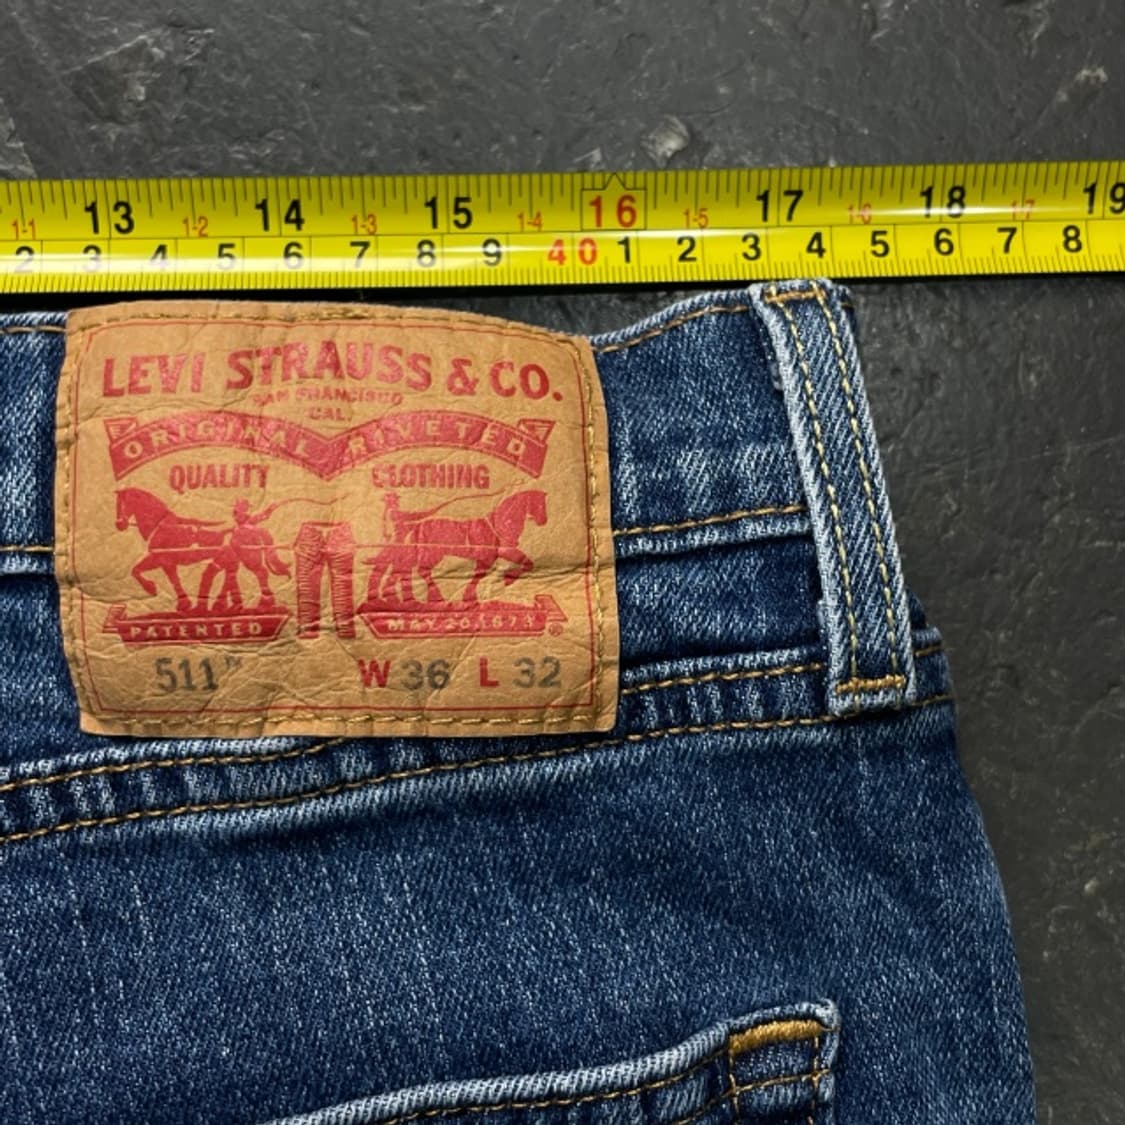 1-1 13 1-2 14 1-3 15 1-4 16 1-5 17 1-6 18 1-7 19
2 3 4 5 6 7 8 9 40 1 2 3 4 5 6 7 8
LEVI STRAUSS & CO.
SAN FRANCISCO
CAL.
ORIGINAL RIVETED
QUALITY CLOTHING
PATENTED MAY 20 1873 ®
511™ W 36 L 32